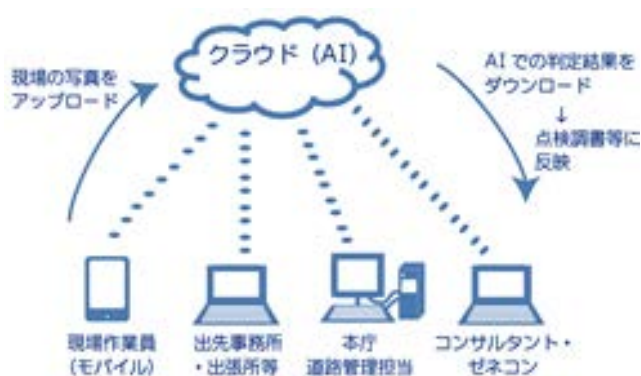 クラウド（AI）
現場の写真を
アップロード
AIでの判定結果を
ダウンロード
↓
点検調書等に
反映
現場作業員
（モバイル）
出先事務所
・出張所等
本庁
道路管理担当
コンサルタント・
ゼネコン